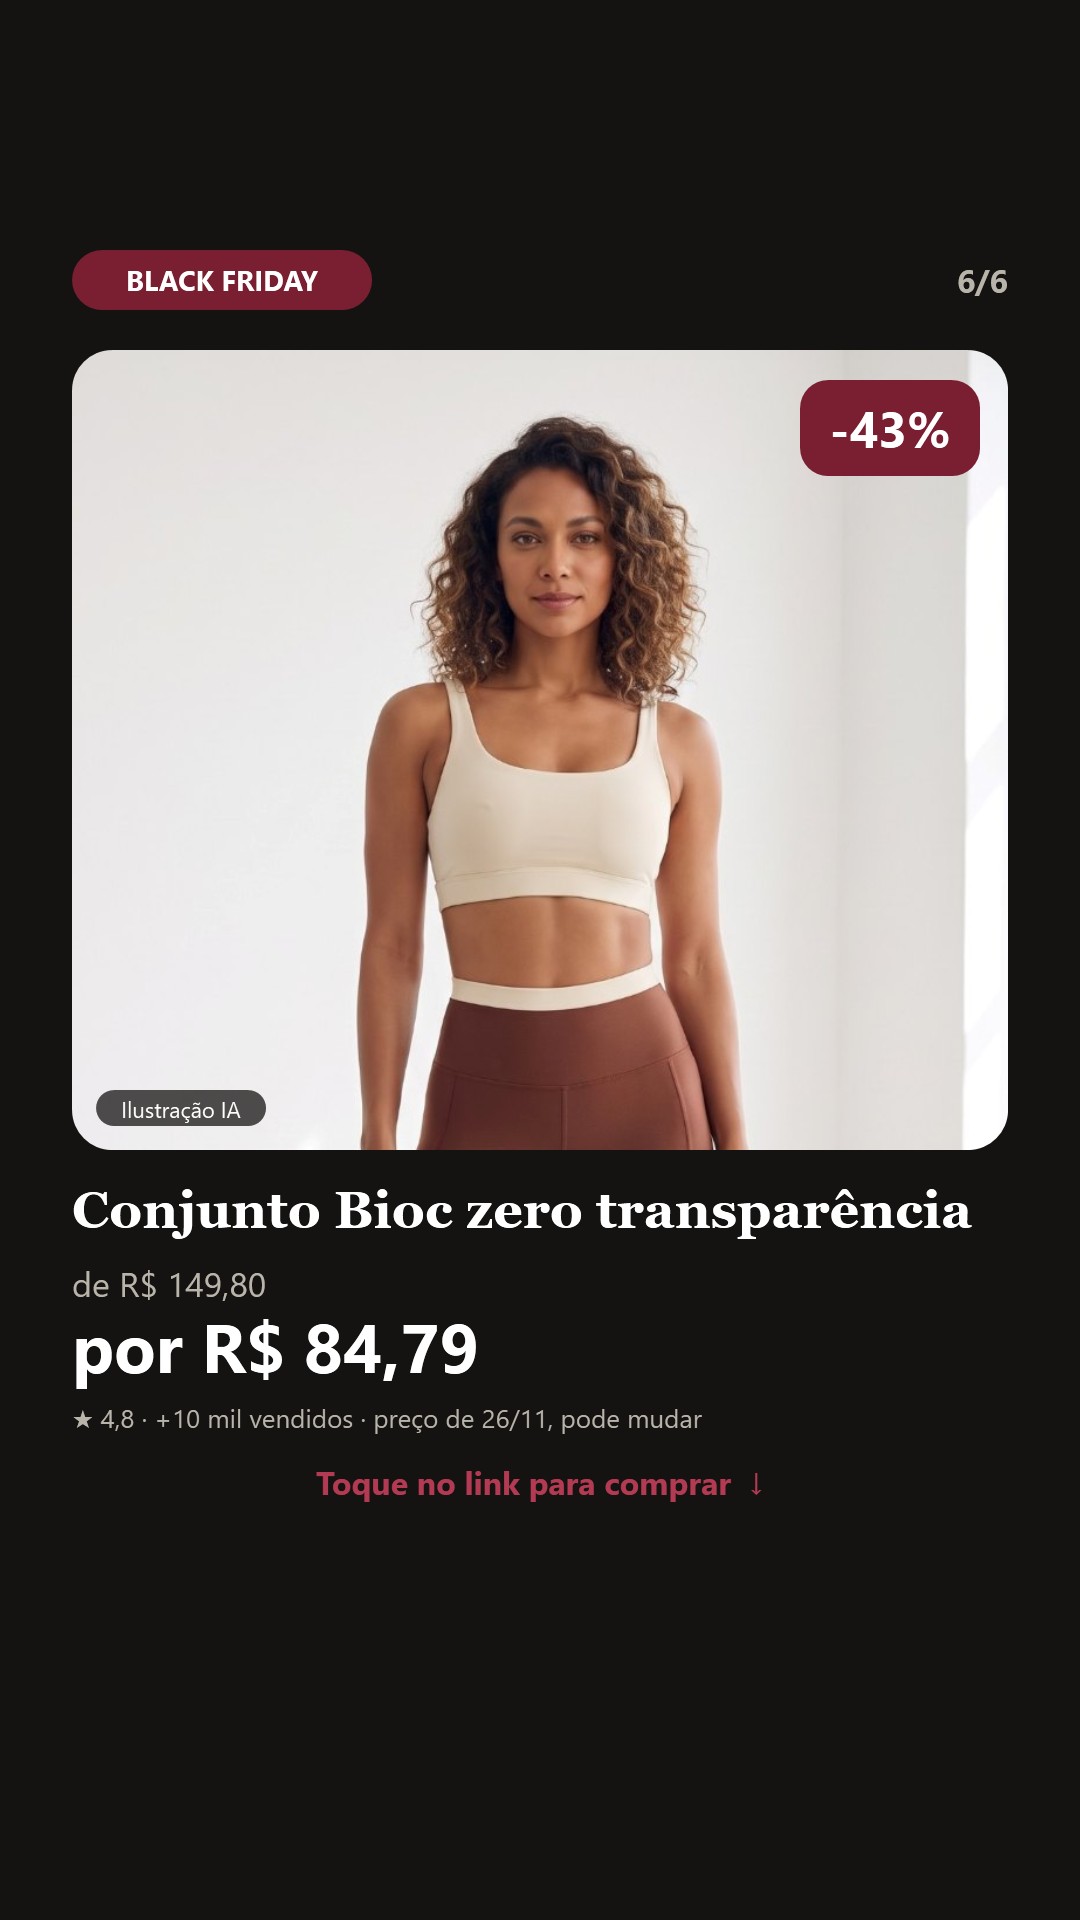 BLACK FRIDAY
6/6
-43%
Ilustração IA
Conjunto Bioc zero transparência
de R$ 149,80
por R$ 84,79
★ 4,8 · +10 mil vendidos · preço de 26/11, pode mudar
Toque no link para comprar ↓